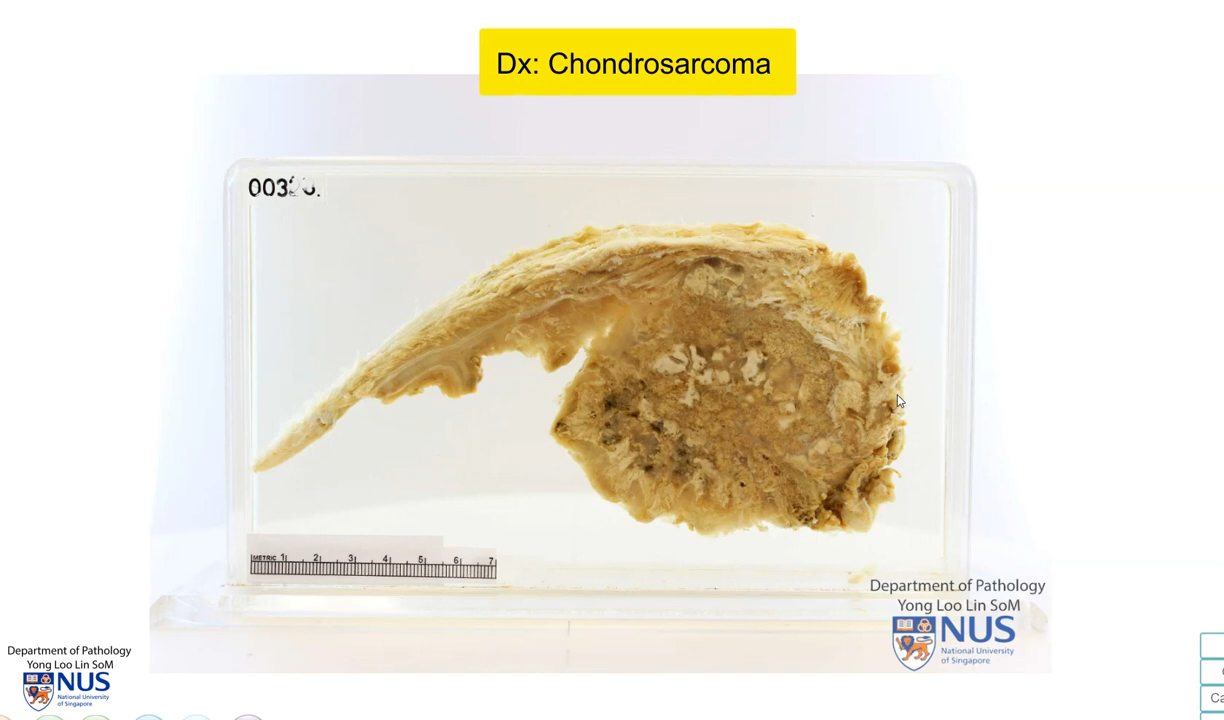 Dx: Chondrosarcoma
METRIC 1 2 3 4 5 6 7
Department of Pathology
Yong Loo Lin SoM
NUS
National University
of Singapore
Department of Pathology
Yong Loo Lin SoM
NUS
National University
of Singapore